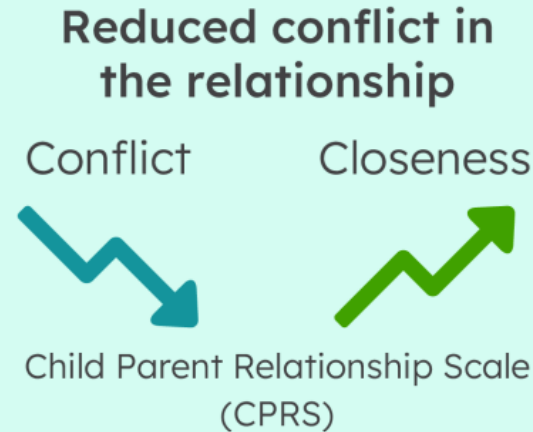 Reduced conflict in
the relationship
Conflict
Closeness
Child Parent Relationship Scale
(CPRS)